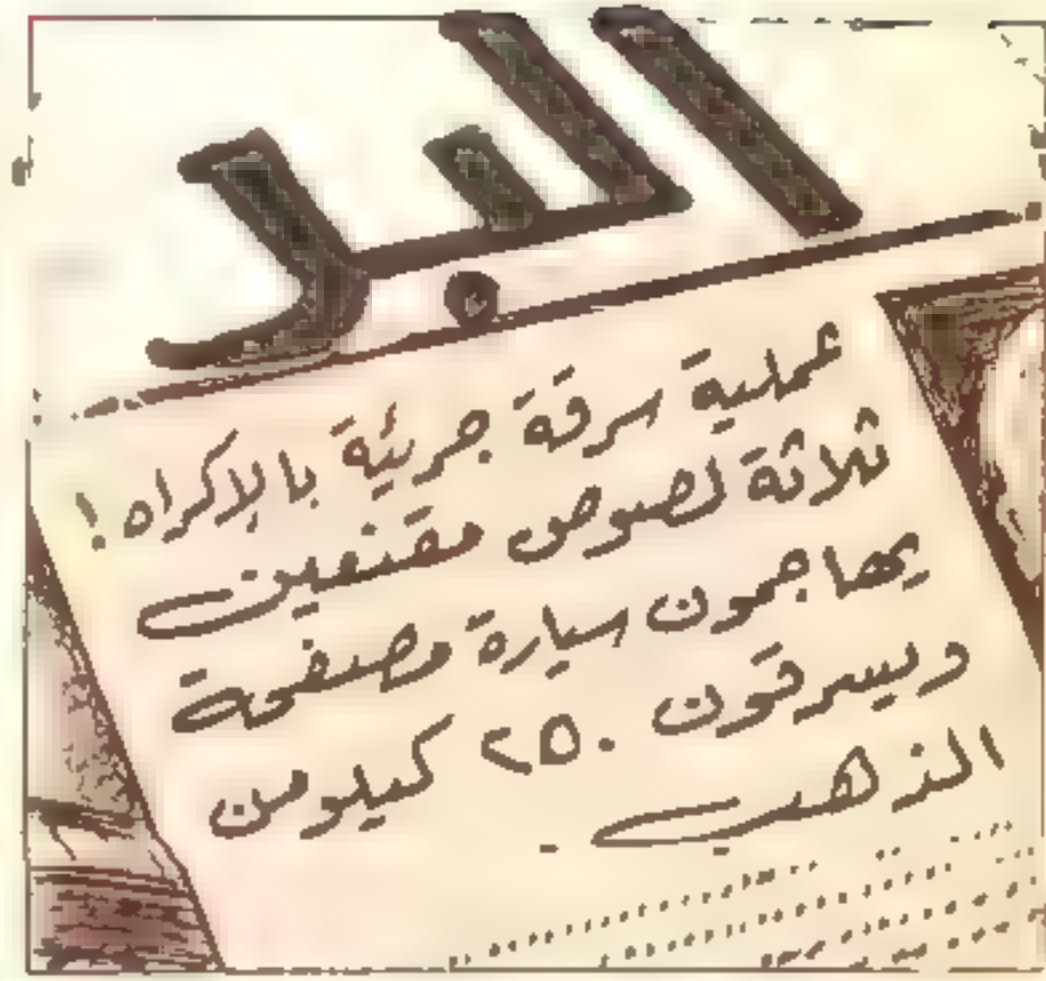 عملية سرقة جريئة بالإكراه !
ثلاثة لصوص مقنعين
يهاجمون سيارة مصفحة
ويسرقون ٢٥٠ كيلو من
الذهب .